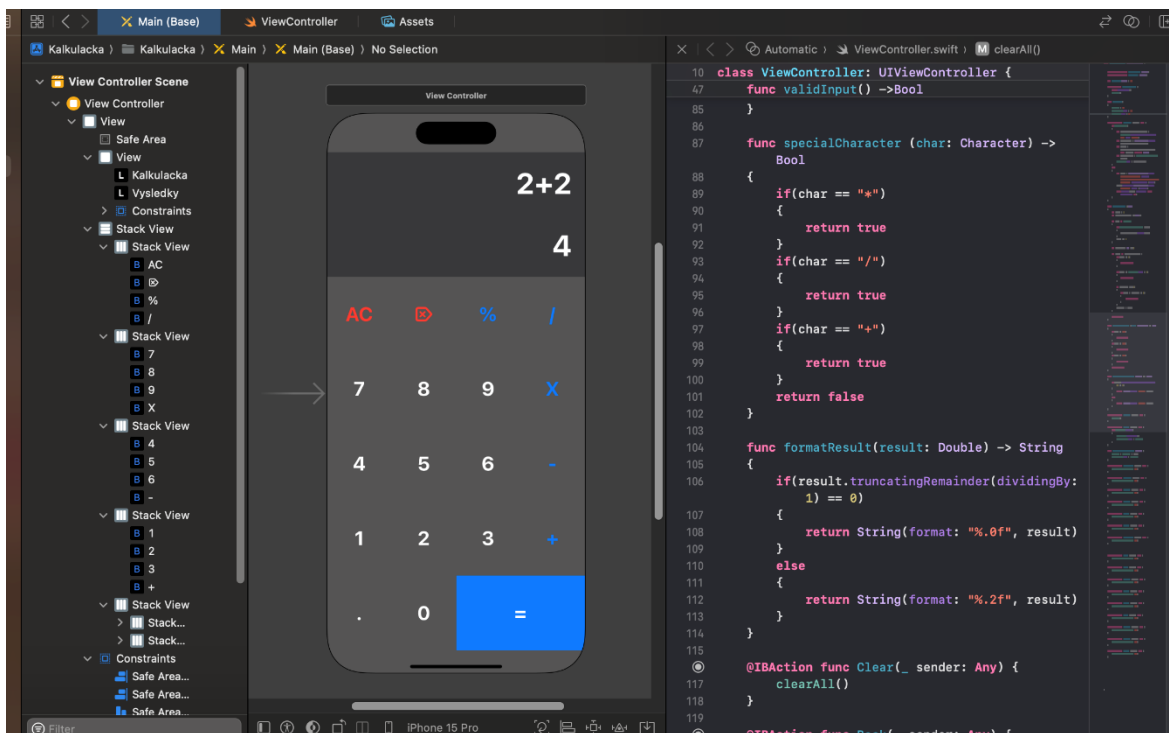 Main (Base)
ViewController
Assets
Kalkulacka
Kalkulacka
Main
Main (Base)
No Selection
Automatic
ViewController.swift
M clearAll()
View Controller Scene
View Controller
View
Safe Area
View
L Kalkulacka
L Vysledky
Constraints
Stack View
Stack View
B AC
B ⌦
B %
B /
Stack View
B 7
B 8
B 9
B X
Stack View
B 4
B 5
B 6
B -
Stack View
B 1
B 2
B 3
B +
Stack View
Stack...
Stack...
Constraints
Safe Area...
Safe Area...
Safe Area...
Filter
View Controller
2+2
4
AC % /
7 8 9 X
4 5 6 -
1 2 3 +
. 0 =
iPhone 15 Pro
10 class ViewController: UIViewController {
47 func validInput() ->Bool
85 }
86
87 func specialCharacter (char: Character) ->
Bool
88 {
89 if(char == "*")
90 {
91 return true
92 }
93 if(char == "/")
94 {
95 return true
96 }
97 if(char == "+")
98 {
99 return true
100 }
101 return false
102 }
103
104 func formatResult(result: Double) -> String
105 {
106 if(result.truncatingRemainder(dividingBy:
1) == 0)
107 {
108 return String(format: "%.0f", result)
109 }
110 else
111 {
112 return String(format: "%.2f", result)
113 }
114 }
115
@IBAction func Clear(_ sender: Any) {
117 clearAll()
118 }
119